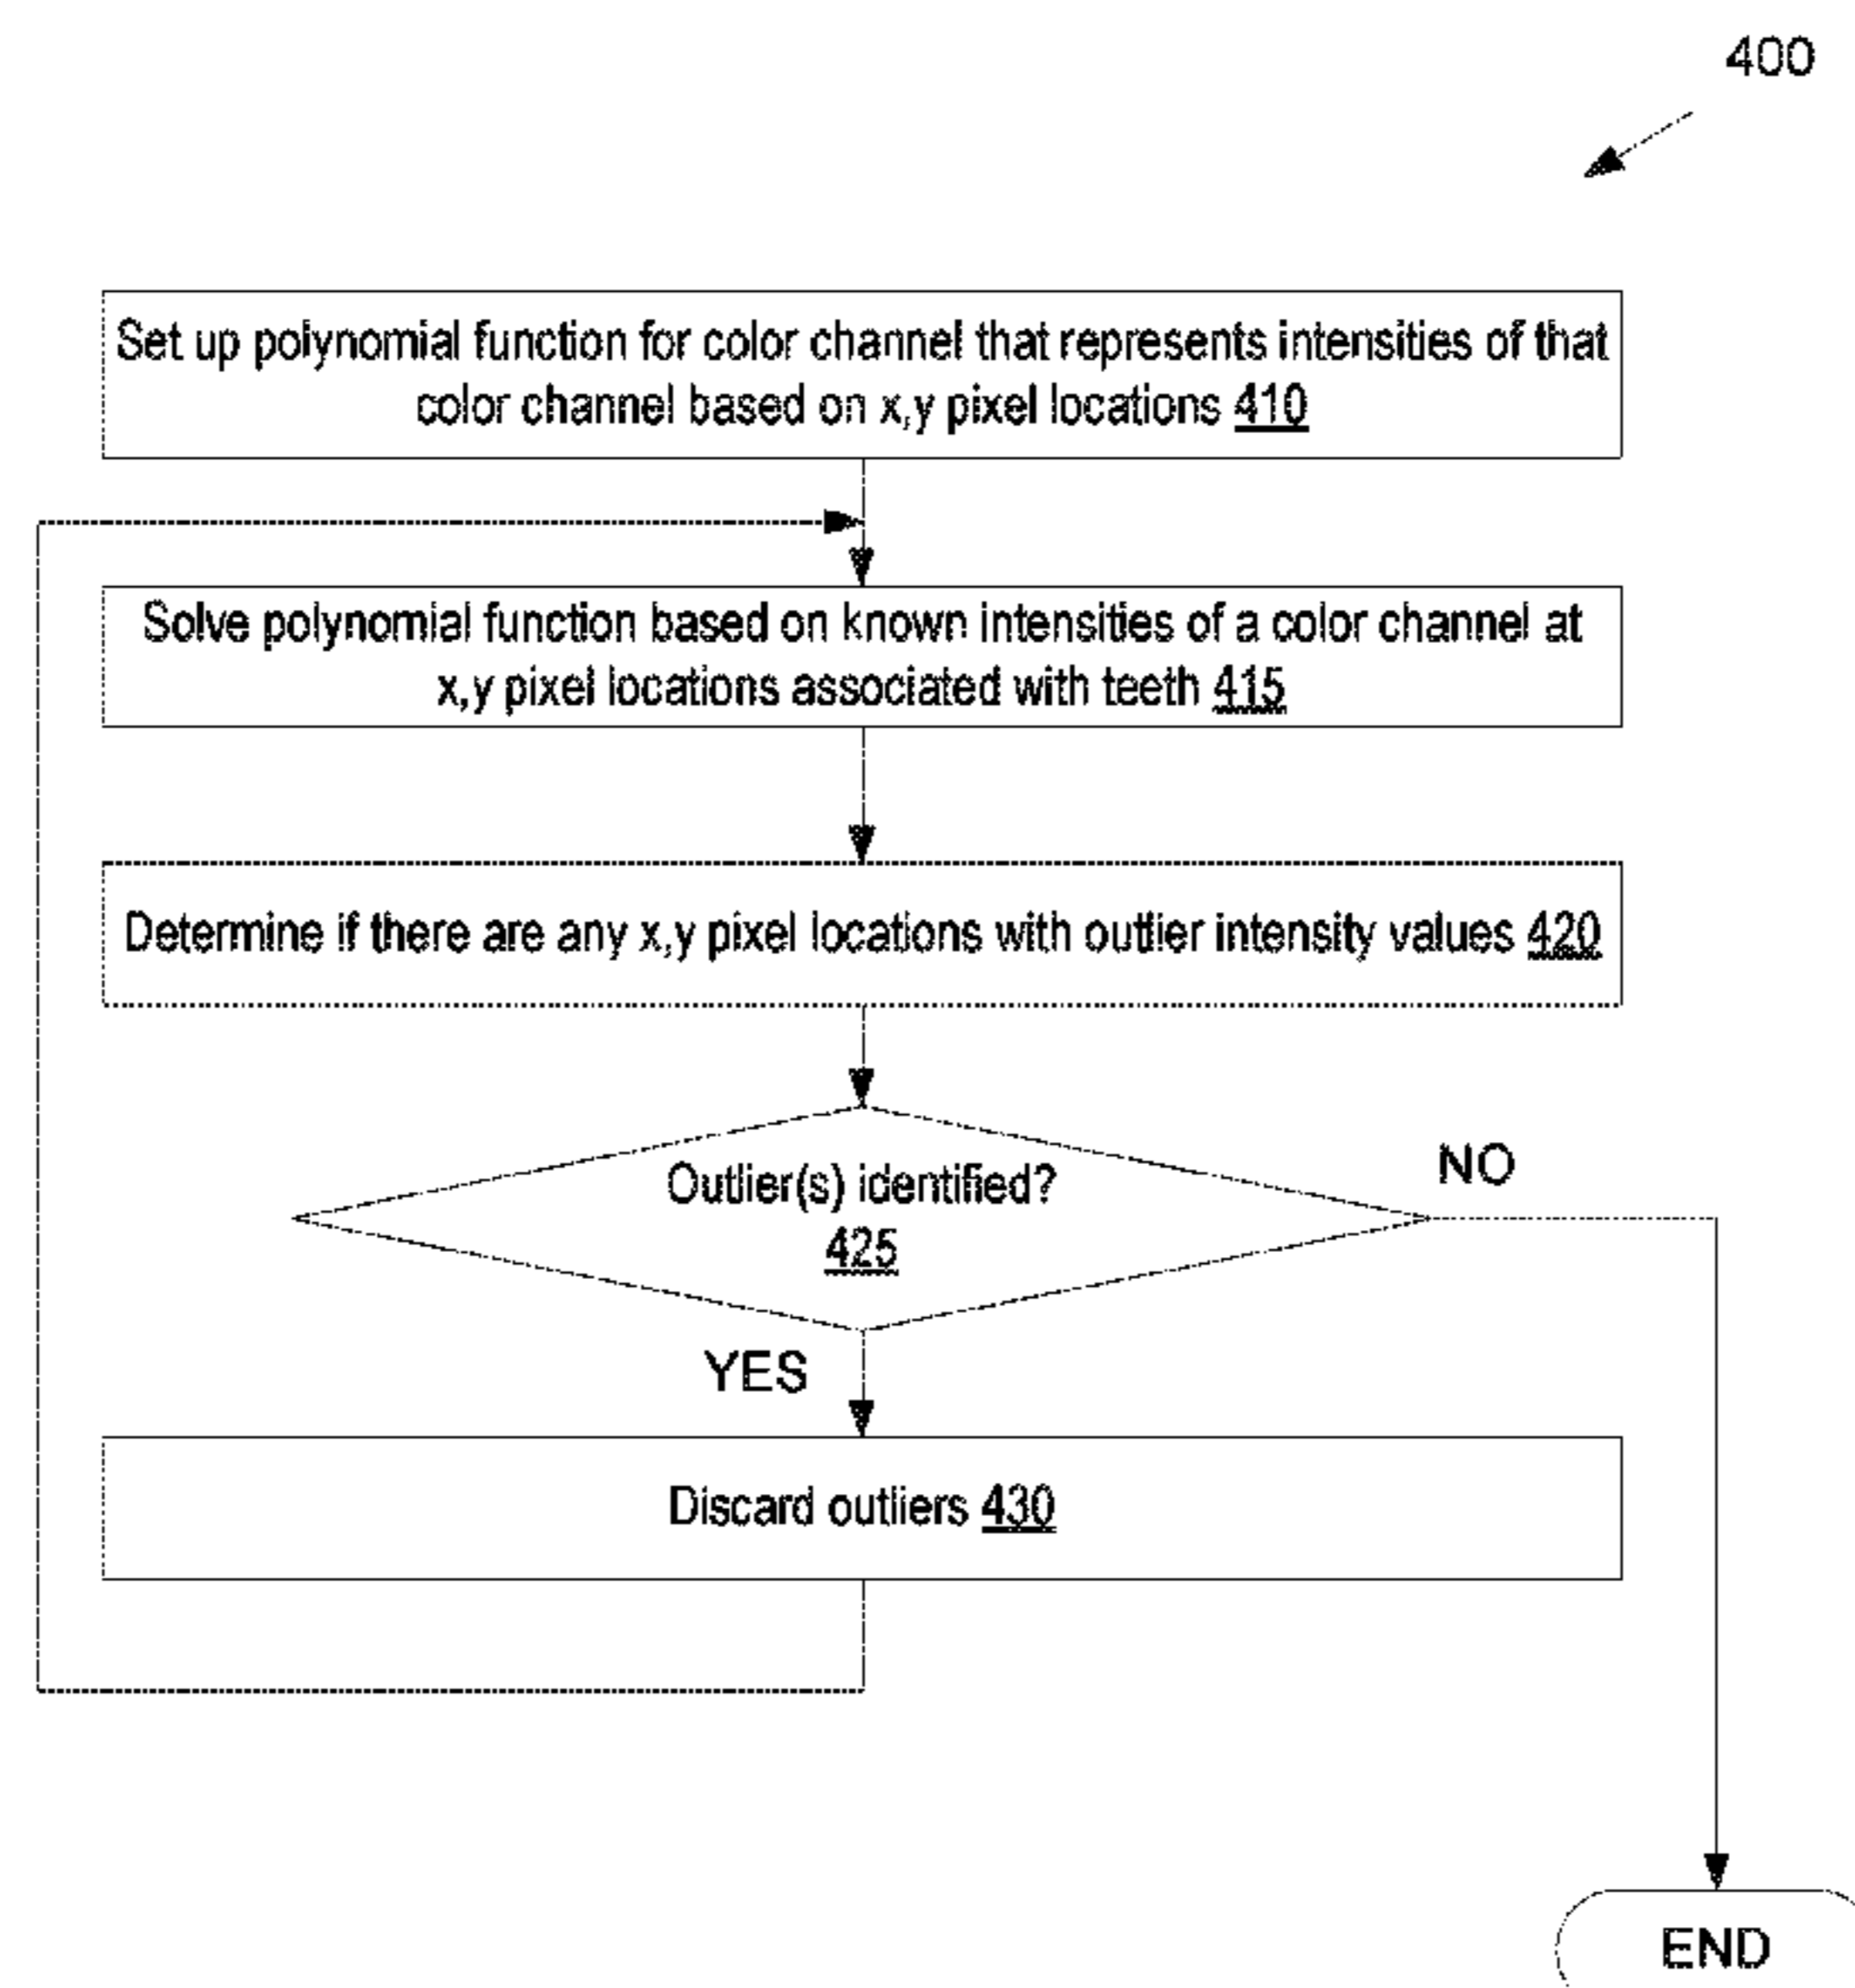 400
Set up polynomial function for color channel that represents intensities of that
color channel based on x,y pixel locations 410
Solve polynomial function based on known intensities of a color channel at
x,y pixel locations associated with teeth 415
Determine if there are any x,y pixel locations with outlier intensity values 420
Outlier(s) identified?
425
NO
YES
Discard outliers 430
END